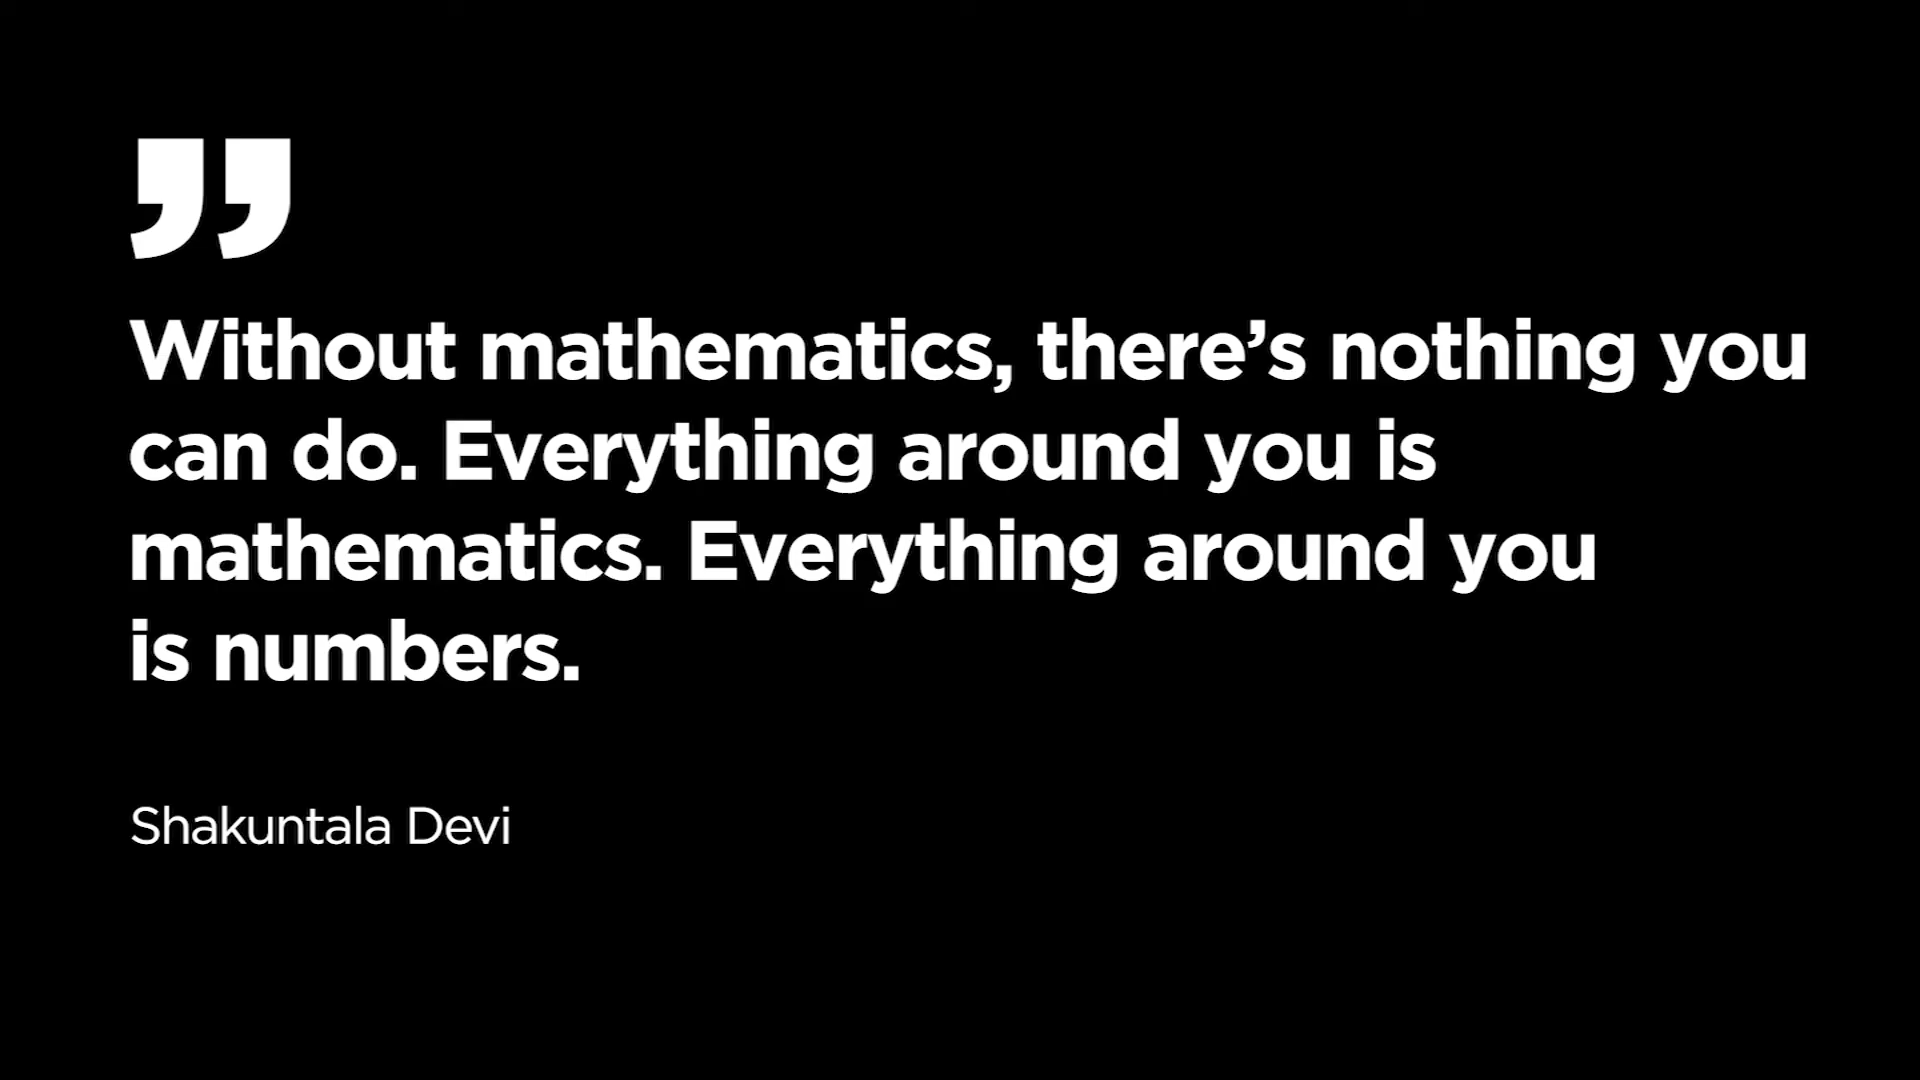 ”
Without mathematics, there’s nothing you
can do. Everything around you is
mathematics. Everything around you
is numbers.
Shakuntala Devi